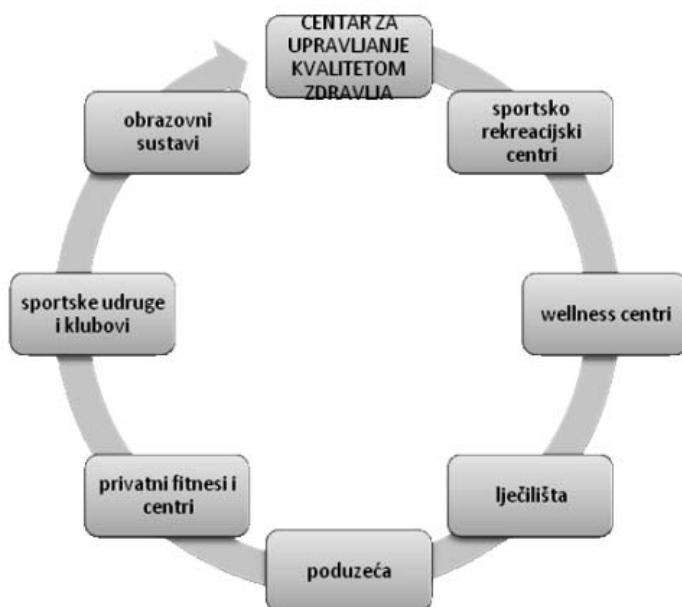 CENTAR ZA
UPRAVLJANJE
KVALITETOM
ZDRAVLJA
sportsko
rekreacijski
centri
wellness centri
lječilišta
poduzeća
privatni fitnesi i
centri
sportske udruge
i klubovi
obrazovni
sustavi